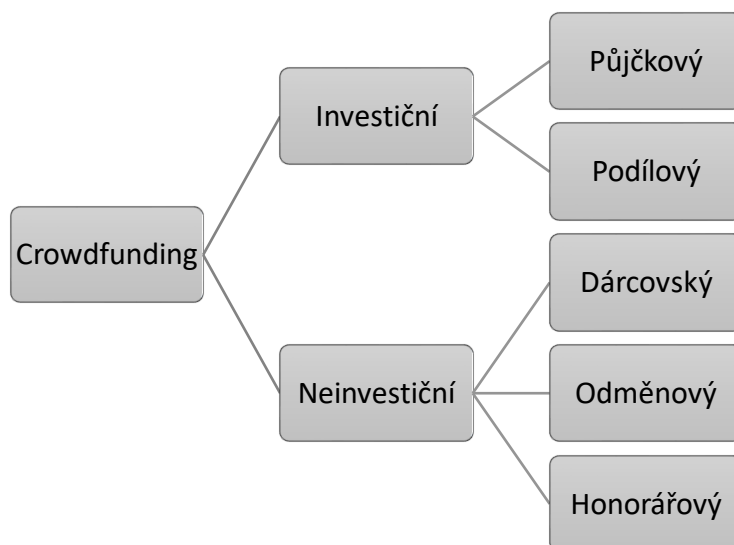 Crowdfunding
Investiční
Půjčkový
Podílový
Neinvestiční
Dárcovský
Odměnový
Honorářový